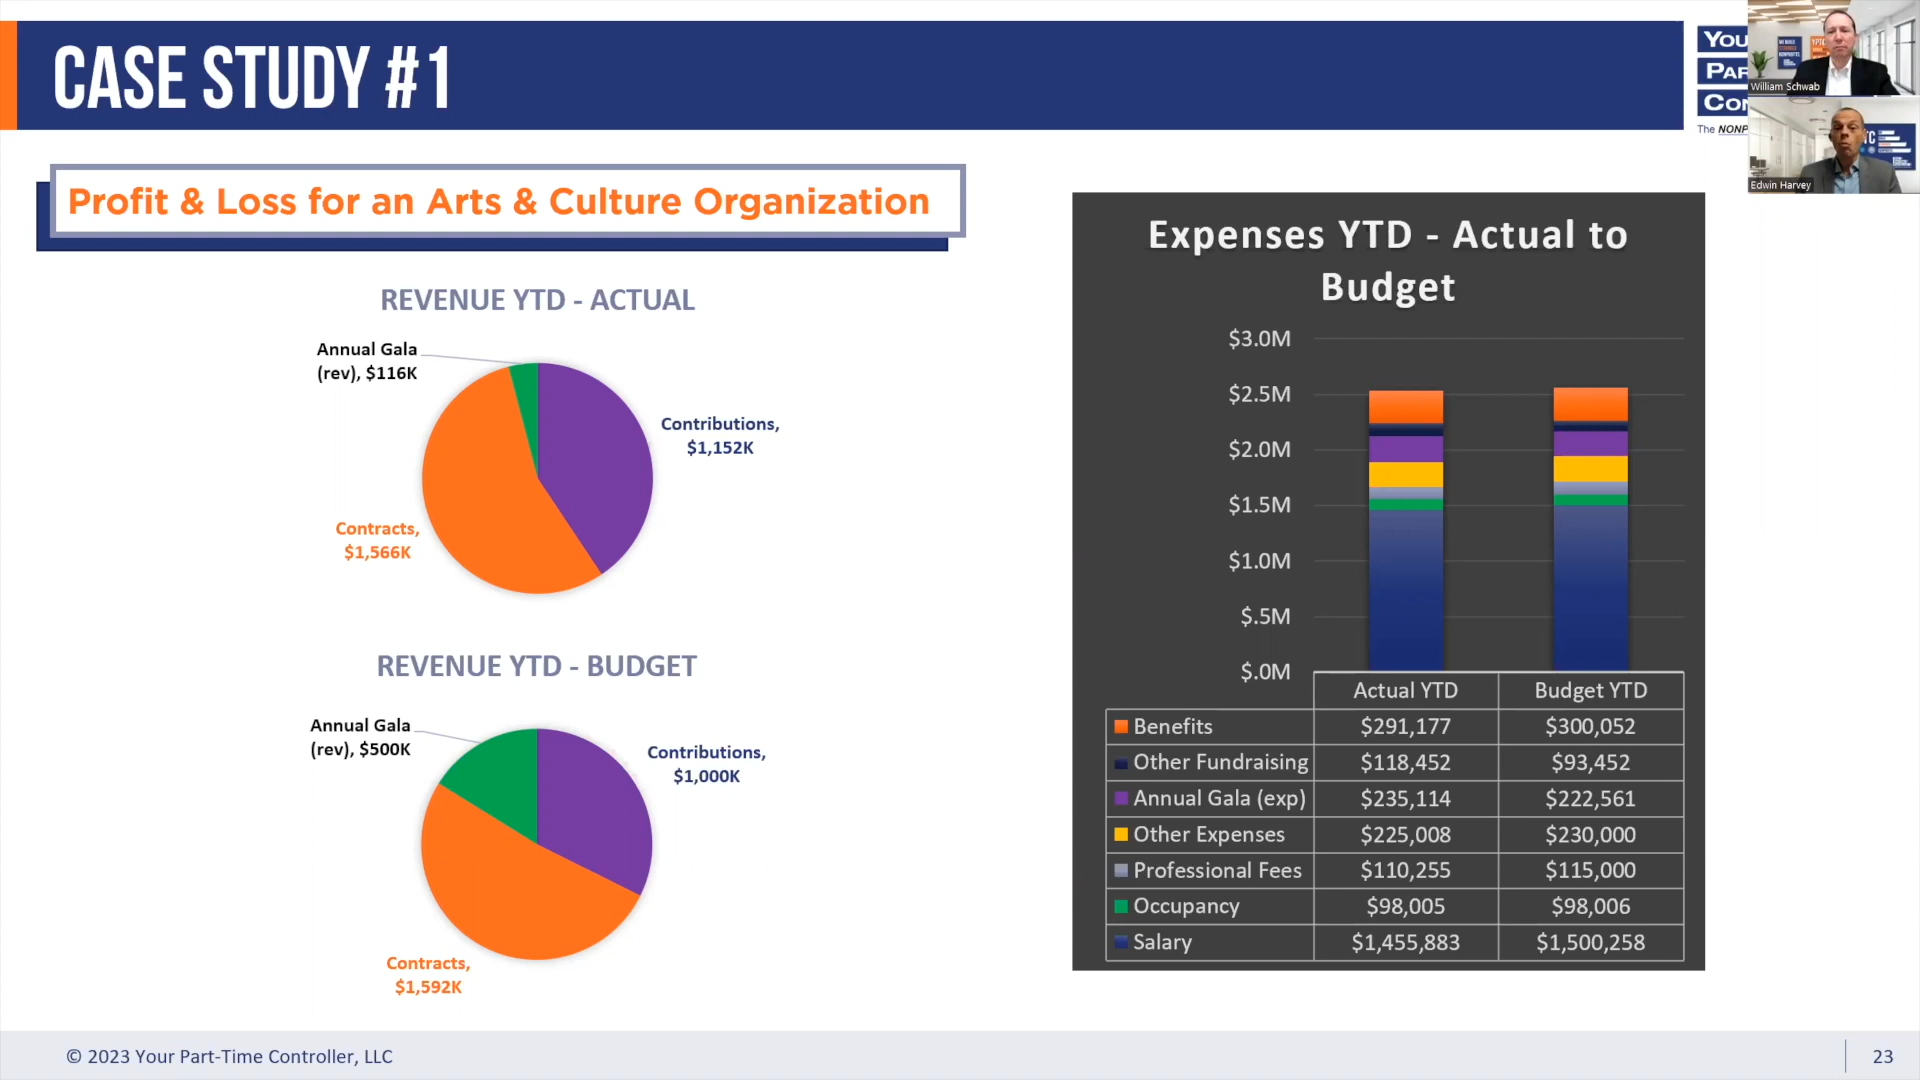 CASE STUDY #1
You
Par
Con
The NONP
William Schwab
Edwin Harvey
Profit & Loss for an Arts & Culture Organization
REVENUE YTD - ACTUAL
Annual Gala
(rev), $116K
Contributions,
$1,152K
Contracts,
$1,566K
REVENUE YTD - BUDGET
Annual Gala
(rev), $500K
Contributions,
$1,000K
Contracts,
$1,592K
Expenses YTD - Actual to
Budget
$3.0M
$2.5M
$2.0M
$1.5M
$1.0M
$.5M
$.0M
Actual YTD Budget YTD
Benefits $291,177 $300,052
Other Fundraising $118,452 $93,452
Annual Gala (exp) $235,114 $222,561
Other Expenses $225,008 $230,000
Professional Fees $110,255 $115,000
Occupancy $98,005 $98,006
Salary $1,455,883 $1,500,258
© 2023 Your Part-Time Controller, LLC
23